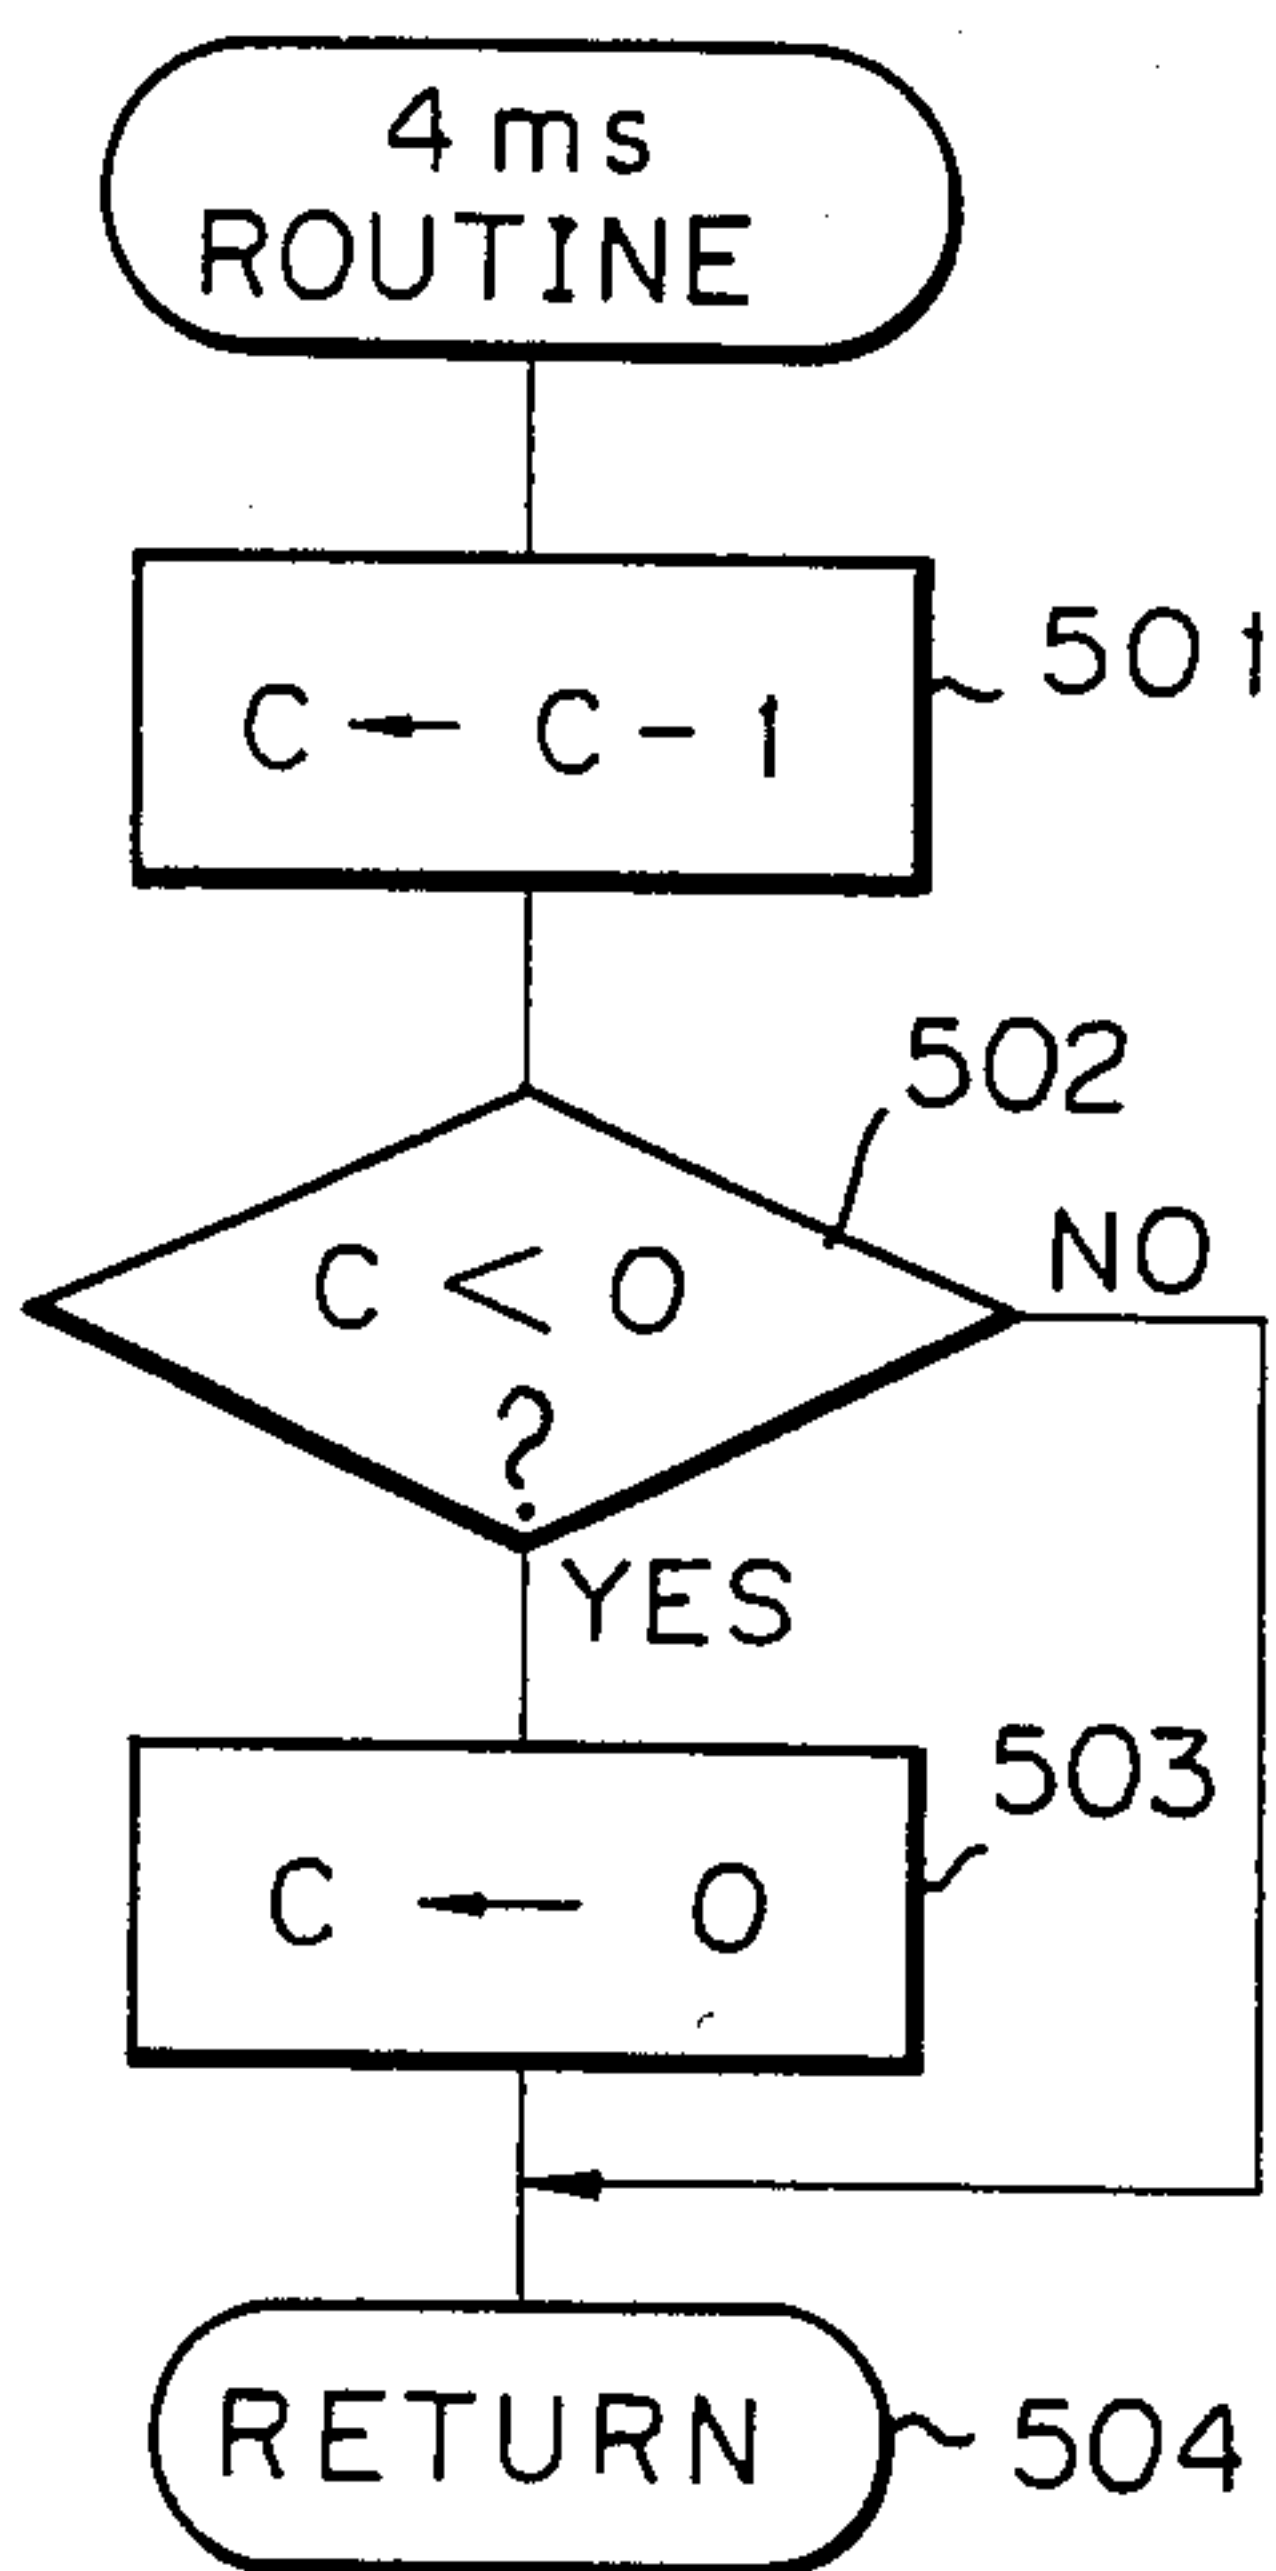 4 ms
ROUTINE
C ← C - 1
501
502
C < 0
?
NO
YES
503
C ← 0
RETURN
504